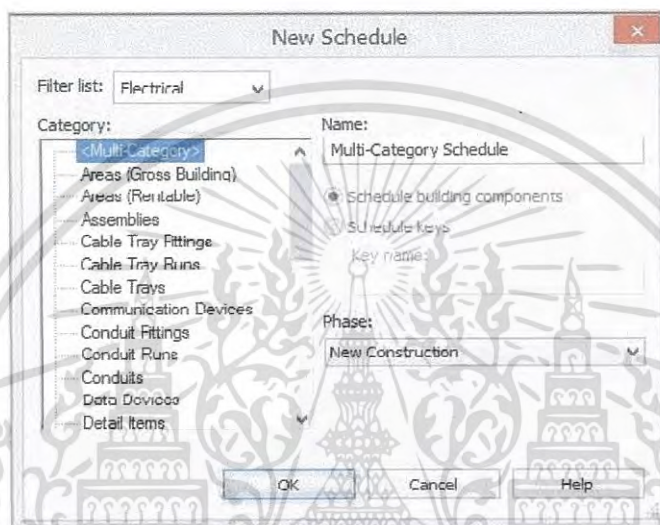 New Schedule
Filter list: Electrical
Category:
<Multi-Category>
Areas (Gross Building)
Areas (Rentable)
Assemblies
Cable Tray Fittings
Cable Tray Runs
Cable Trays
Communication Devices
Conduit Fittings
Conduit Runs
Conduits
Data Devices
Detail Items
Name:
Multi-Category Schedule
Schedule building components
Schedule keys
Key name:
Phase:
New Construction
OK Cancel Help